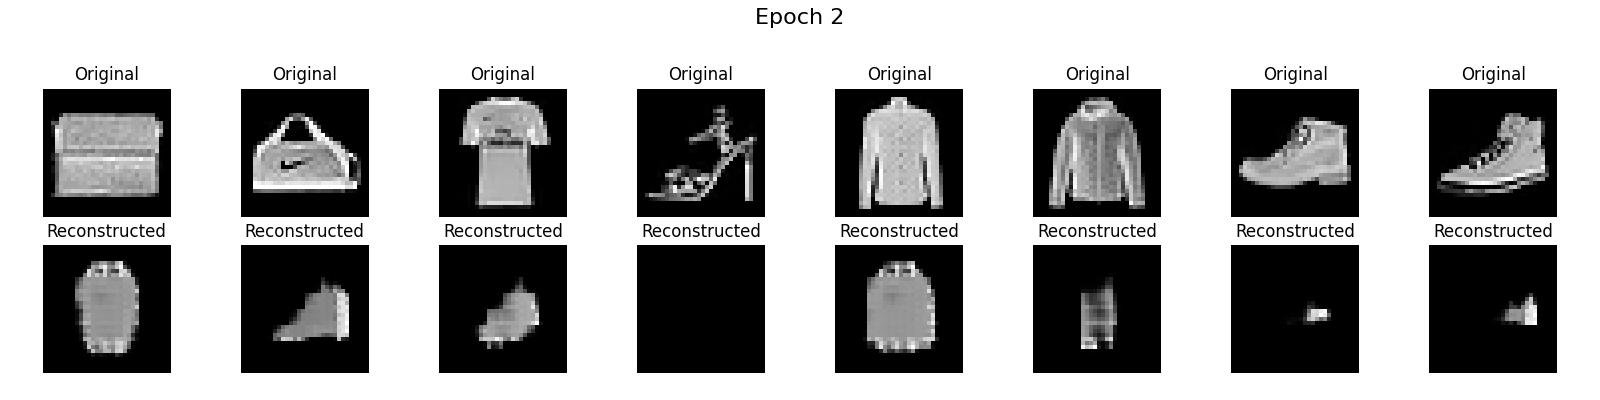 Epoch 2
Original Original Original Original Original Original Original Original
Reconstructed Reconstructed Reconstructed Reconstructed Reconstructed Reconstructed Reconstructed Reconstructed